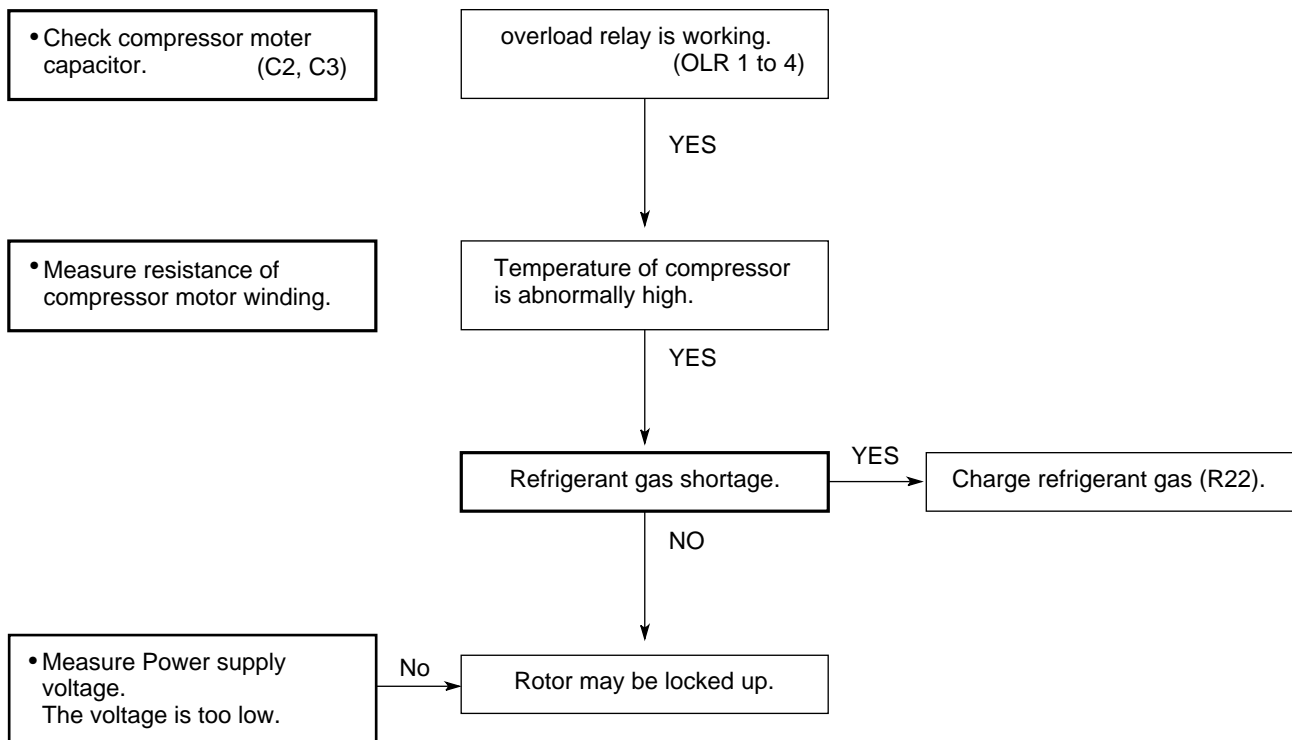 • Check compressor moter
capacitor. (C2, C3)
overload relay is working.
(OLR 1 to 4)
YES
• Measure resistance of
compressor motor winding.
Temperature of compressor
is abnormally high.
YES
Refrigerant gas shortage.
YES
Charge refrigerant gas (R22).
NO
• Measure Power supply
voltage.
The voltage is too low.
No
Rotor may be locked up.